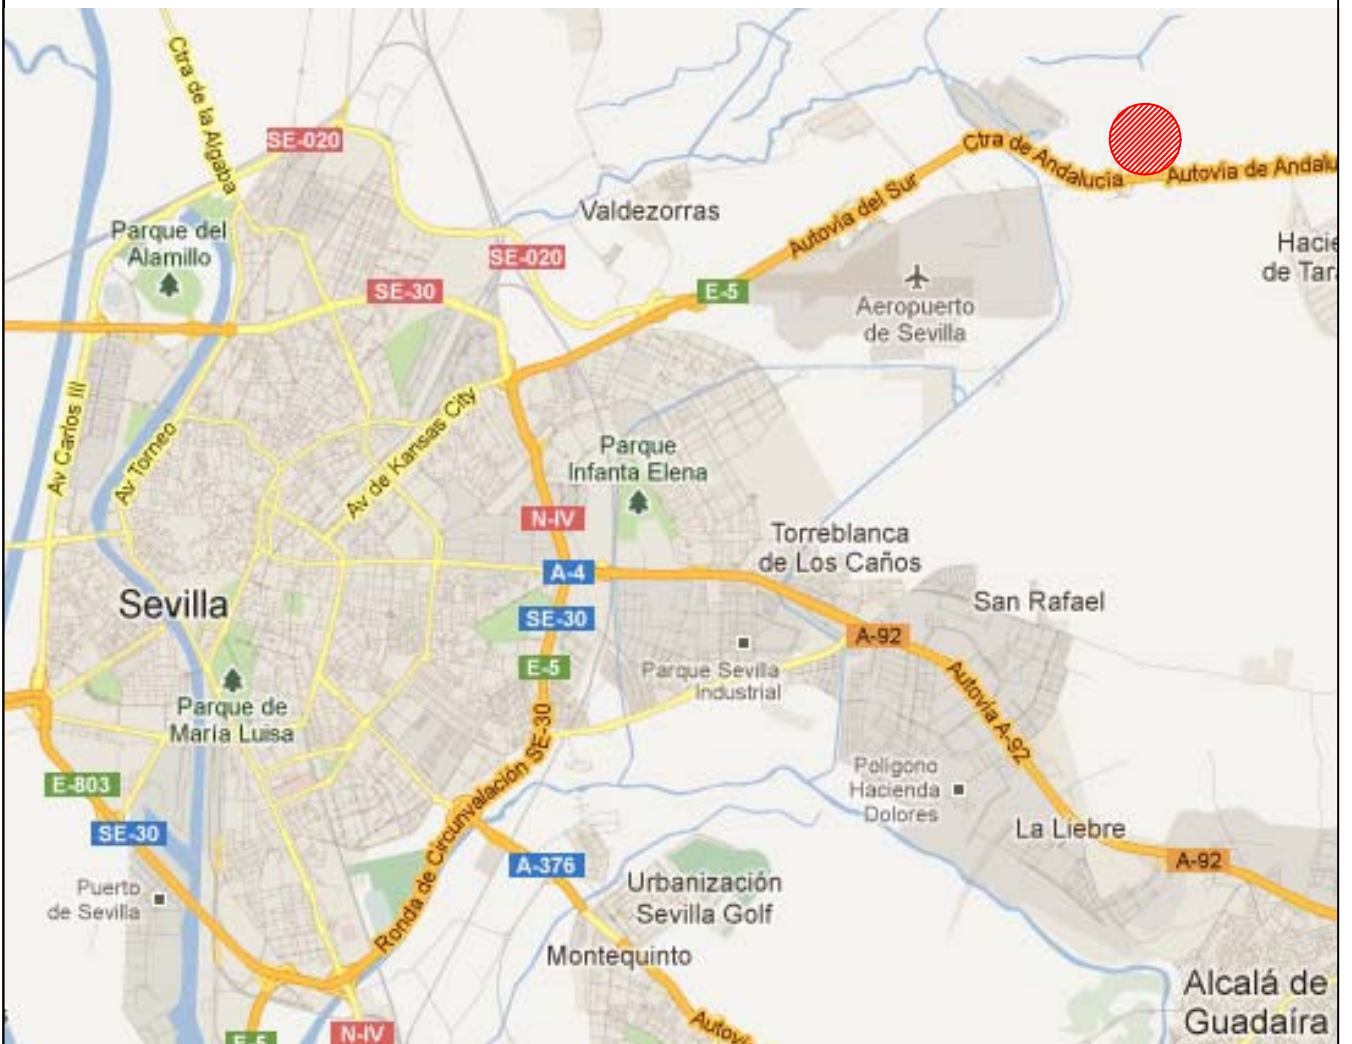 Ctra de la Algaba
SE-020
Parque del
Alamillo
Valdezorras
SE-020
SE-30
E-5
Autovía del Sur
Ctra de Andalucía
Autovía de Andalu
Hacie
de Tar
Aeropuerto
de Sevilla
Av Carlos III
Av Torneo
Av de Kansas City
Parque
Infanta Elena
N-IV
A-4
SE-30
E-5
Torreblanca
de Los Caños
San Rafael
A-92
Sevilla
Parque Sevilla
Industrial
Parque de
María Luisa
Autovía A-92
E-803
SE-30
Ronda de Circunvalación SE-30
Polígono
Hacienda
Dolores
La Liebre
A-92
A-376
Puerto
de Sevilla
Urbanización
Sevilla Golf
Montequinto
Alcalá de
Guadaíra
E-5
N-IV
Autoví